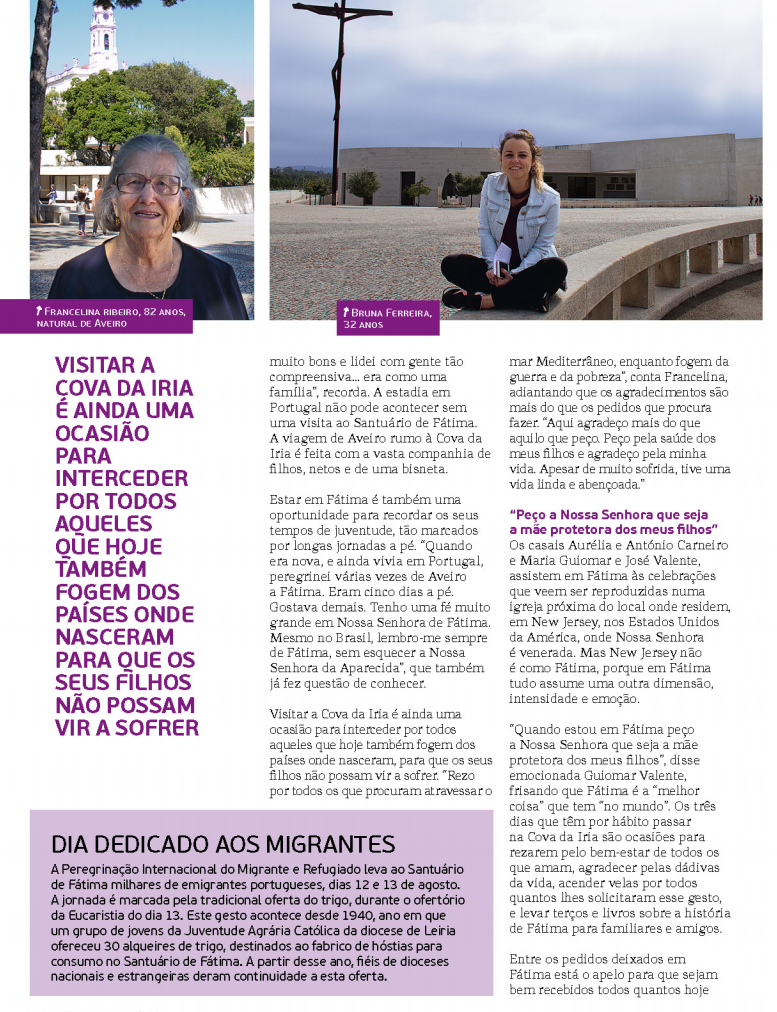 ↑ Francelina ribeiro, 82 anos,
natural de Aveiro
↑ Bruna Ferreira,
32 anos
VISITAR A
COVA DA IRIA
É AINDA UMA
OCASIÃO
PARA
INTERCEDER
POR TODOS
AQUELES
QUE HOJE
TAMBÉM
FOGEM DOS
PAÍSES ONDE
NASCERAM
PARA QUE OS
SEUS FILHOS
NÃO POSSAM
VIR A SOFRER
muito bons e lidei com gente tão
compreensiva... era como uma
família”, recorda. A estadia em
Portugal não pode acontecer sem
uma visita ao Santuário de Fátima.
A viagem de Aveiro rumo à Cova da
Iria é feita com a vasta companhia de
filhos, netos e de uma bisneta.
Estar em Fátima é também uma
oportunidade para recordar os seus
tempos de juventude, tão marcados
por longas jornadas a pé. “Quando
era nova, e ainda vivia em Portugal,
peregrinei várias vezes de Aveiro
a Fátima. Eram cinco dias a pé.
Gostava demais. Tenho uma fé muito
grande em Nossa Senhora de Fátima.
Mesmo no Brasil, lembro-me sempre
de Fátima, sem esquecer a Nossa
Senhora da Aparecida”, que também
já fez questão de conhecer.
Visitar a Cova da Iria é ainda uma
ocasião para interceder por todos
aqueles que hoje também fogem dos
países onde nasceram, para que os seus
filhos não possam vir a sofrer. “Rezo
por todos os que procuram atravessar o
mar Mediterrâneo, enquanto fogem da
guerra e da pobreza”, conta Francelina,
adiantando que os agradecimentos são
mais do que os pedidos que procura
fazer. “Aqui agradeço mais do que
aquilo que peço. Peço pela saúde dos
meus filhos e agradeço pela minha
vida. Apesar de muito sofrida, tive uma
vida linda e abençoada.”
“Peço a Nossa Senhora que seja
a mãe protetora dos meus filhos”
Os casais Aurélia e António Carneiro
e Maria Guiomar e José Valente,
assistem em Fátima às celebrações
que veem ser reproduzidas numa
igreja próxima do local onde residem,
em New Jersey, nos Estados Unidos
da América, onde Nossa Senhora
é venerada. Mas New Jersey não
é como Fátima, porque em Fátima
tudo assume uma outra dimensão,
intensidade e emoção.
“Quando estou em Fátima peço
a Nossa Senhora que seja a mãe
protetora dos meus filhos”, disse
emocionada Guiomar Valente,
frisando que Fátima é a “melhor
coisa” que tem “no mundo”. Os três
dias que têm por hábito passar
na Cova da Iria são ocasiões para
rezarem pelo bem-estar de todos os
que amam, agradecer pelas dádivas
da vida, acender velas por todos
quantos lhes solicitaram esse gesto,
e levar terços e livros sobre a história
de Fátima para familiares e amigos.
Entre os pedidos deixados em
Fátima está o apelo para que sejam
bem recebidos todos quantos hoje
DIA DEDICADO AOS MIGRANTES
A Peregrinação Internacional do Migrante e Refugiado leva ao Santuário
de Fátima milhares de emigrantes portugueses, dias 12 e 13 de agosto.
A jornada é marcada pela tradicional oferta do trigo, durante o ofertório
da Eucaristia do dia 13. Este gesto acontece desde 1940, ano em que
um grupo de jovens da Juventude Agrária Católica da diocese de Leiria
ofereceu 30 alqueires de trigo, destinados ao fabrico de hóstias para
consumo no Santuário de Fátima. A partir desse ano, fiéis de dioceses
nacionais e estrangeiras deram continuidade a esta oferta.